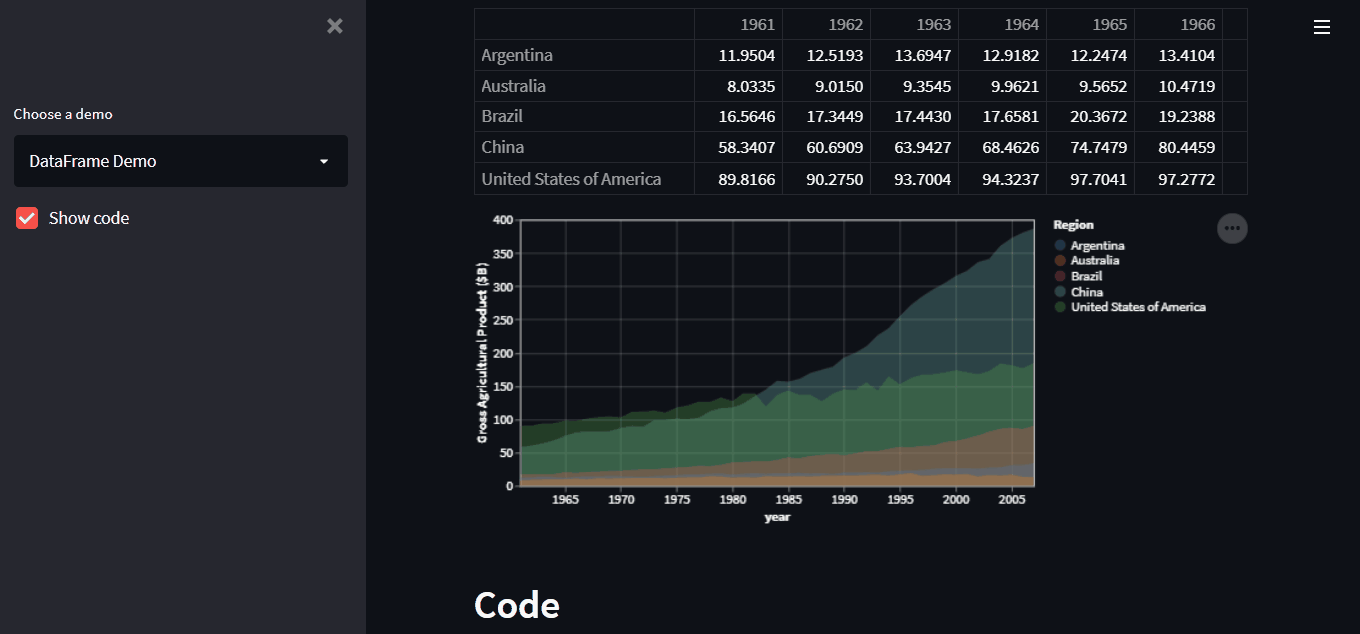 Choose a demo
DataFrame Demo
Show code
1961 1962 1963 1964 1965 1966
Argentina 11.9504 12.5193 13.6947 12.9182 12.2474 13.4104
Australia 8.0335 9.0150 9.3545 9.9621 9.5652 10.4719
Brazil 16.5646 17.3449 17.4430 17.6581 20.3672 19.2388
China 58.3407 60.6909 63.9427 68.4626 74.7479 80.4459
United States of America 89.8166 90.2750 93.7004 94.3237 97.7041 97.2772
Gross Agricultural Product ($B)
400
350
300
250
200
150
100
50
0
1965 1970 1975 1980 1985 1990 1995 2000 2005
year
Region
Argentina
Australia
Brazil
China
United States of America
Code